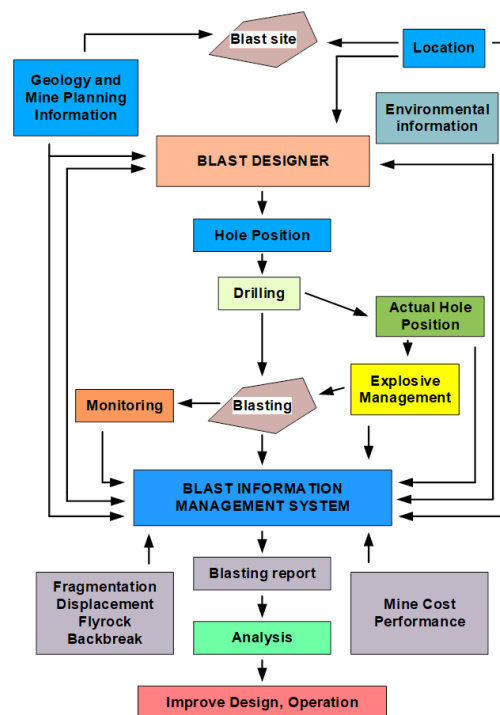 Blast site
Location
Geology and
Mine Planning
Information
Environmental
information
BLAST DESIGNER
Hole Position
Drilling
Actual Hole
Position
Explosive
Management
Monitoring
Blasting
BLAST INFORMATION
MANAGEMENT SYSTEM
Blasting report
Fragmentation
Displacement
Flyrock
Backbreak
Mine Cost
Performance
Analysis
Improve Design, Operation